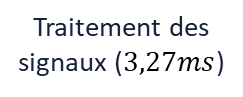 Traitement des
signaux (3,27ms)